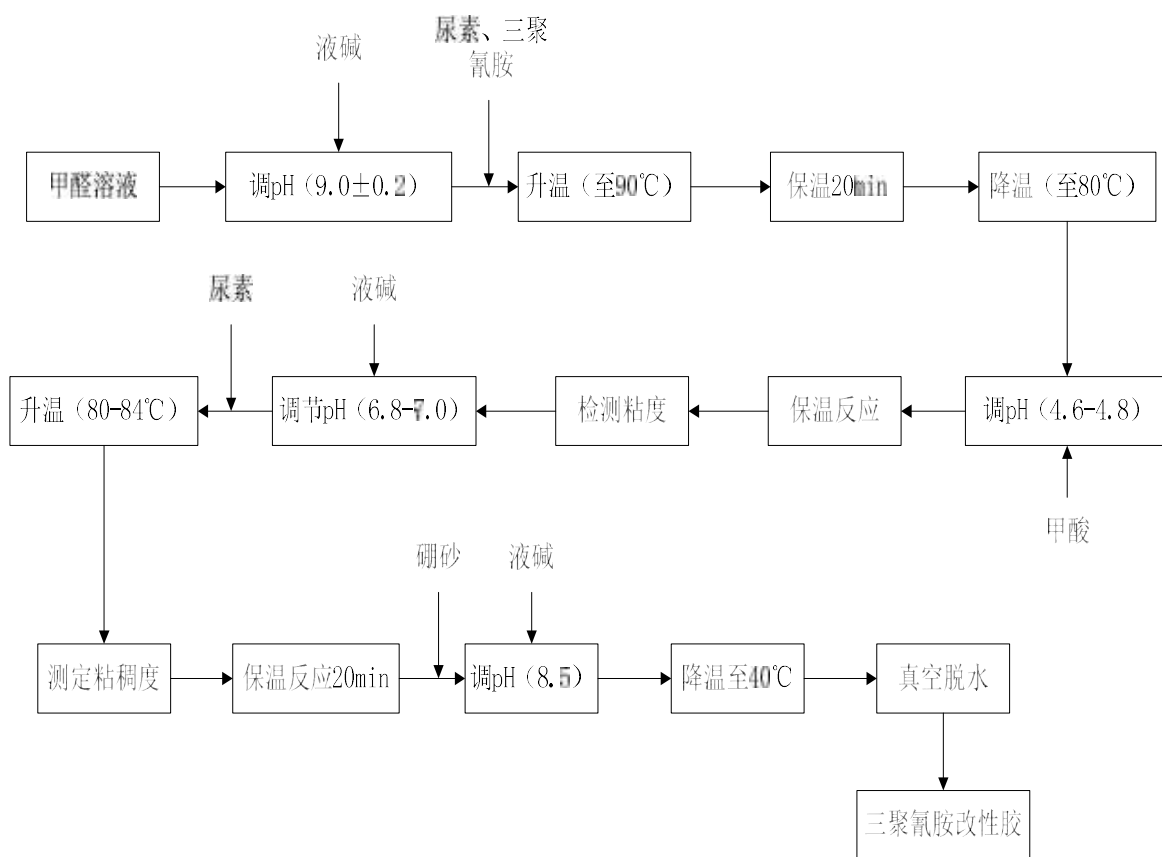 液碱
尿素、三聚
氰胺
甲醛溶液
调pH（9.0±0.2）
升温（至90℃）
保温20min
降温（至80℃）
尿素
液碱
升温（80-84℃）
调节pH（6.8-7.0）
检测粘度
保温反应
调pH（4.6-4.8）
甲酸
硼砂
液碱
测定粘稠度
保温反应20min
调pH（8.5）
降温至40℃
真空脱水
三聚氰胺改性胶